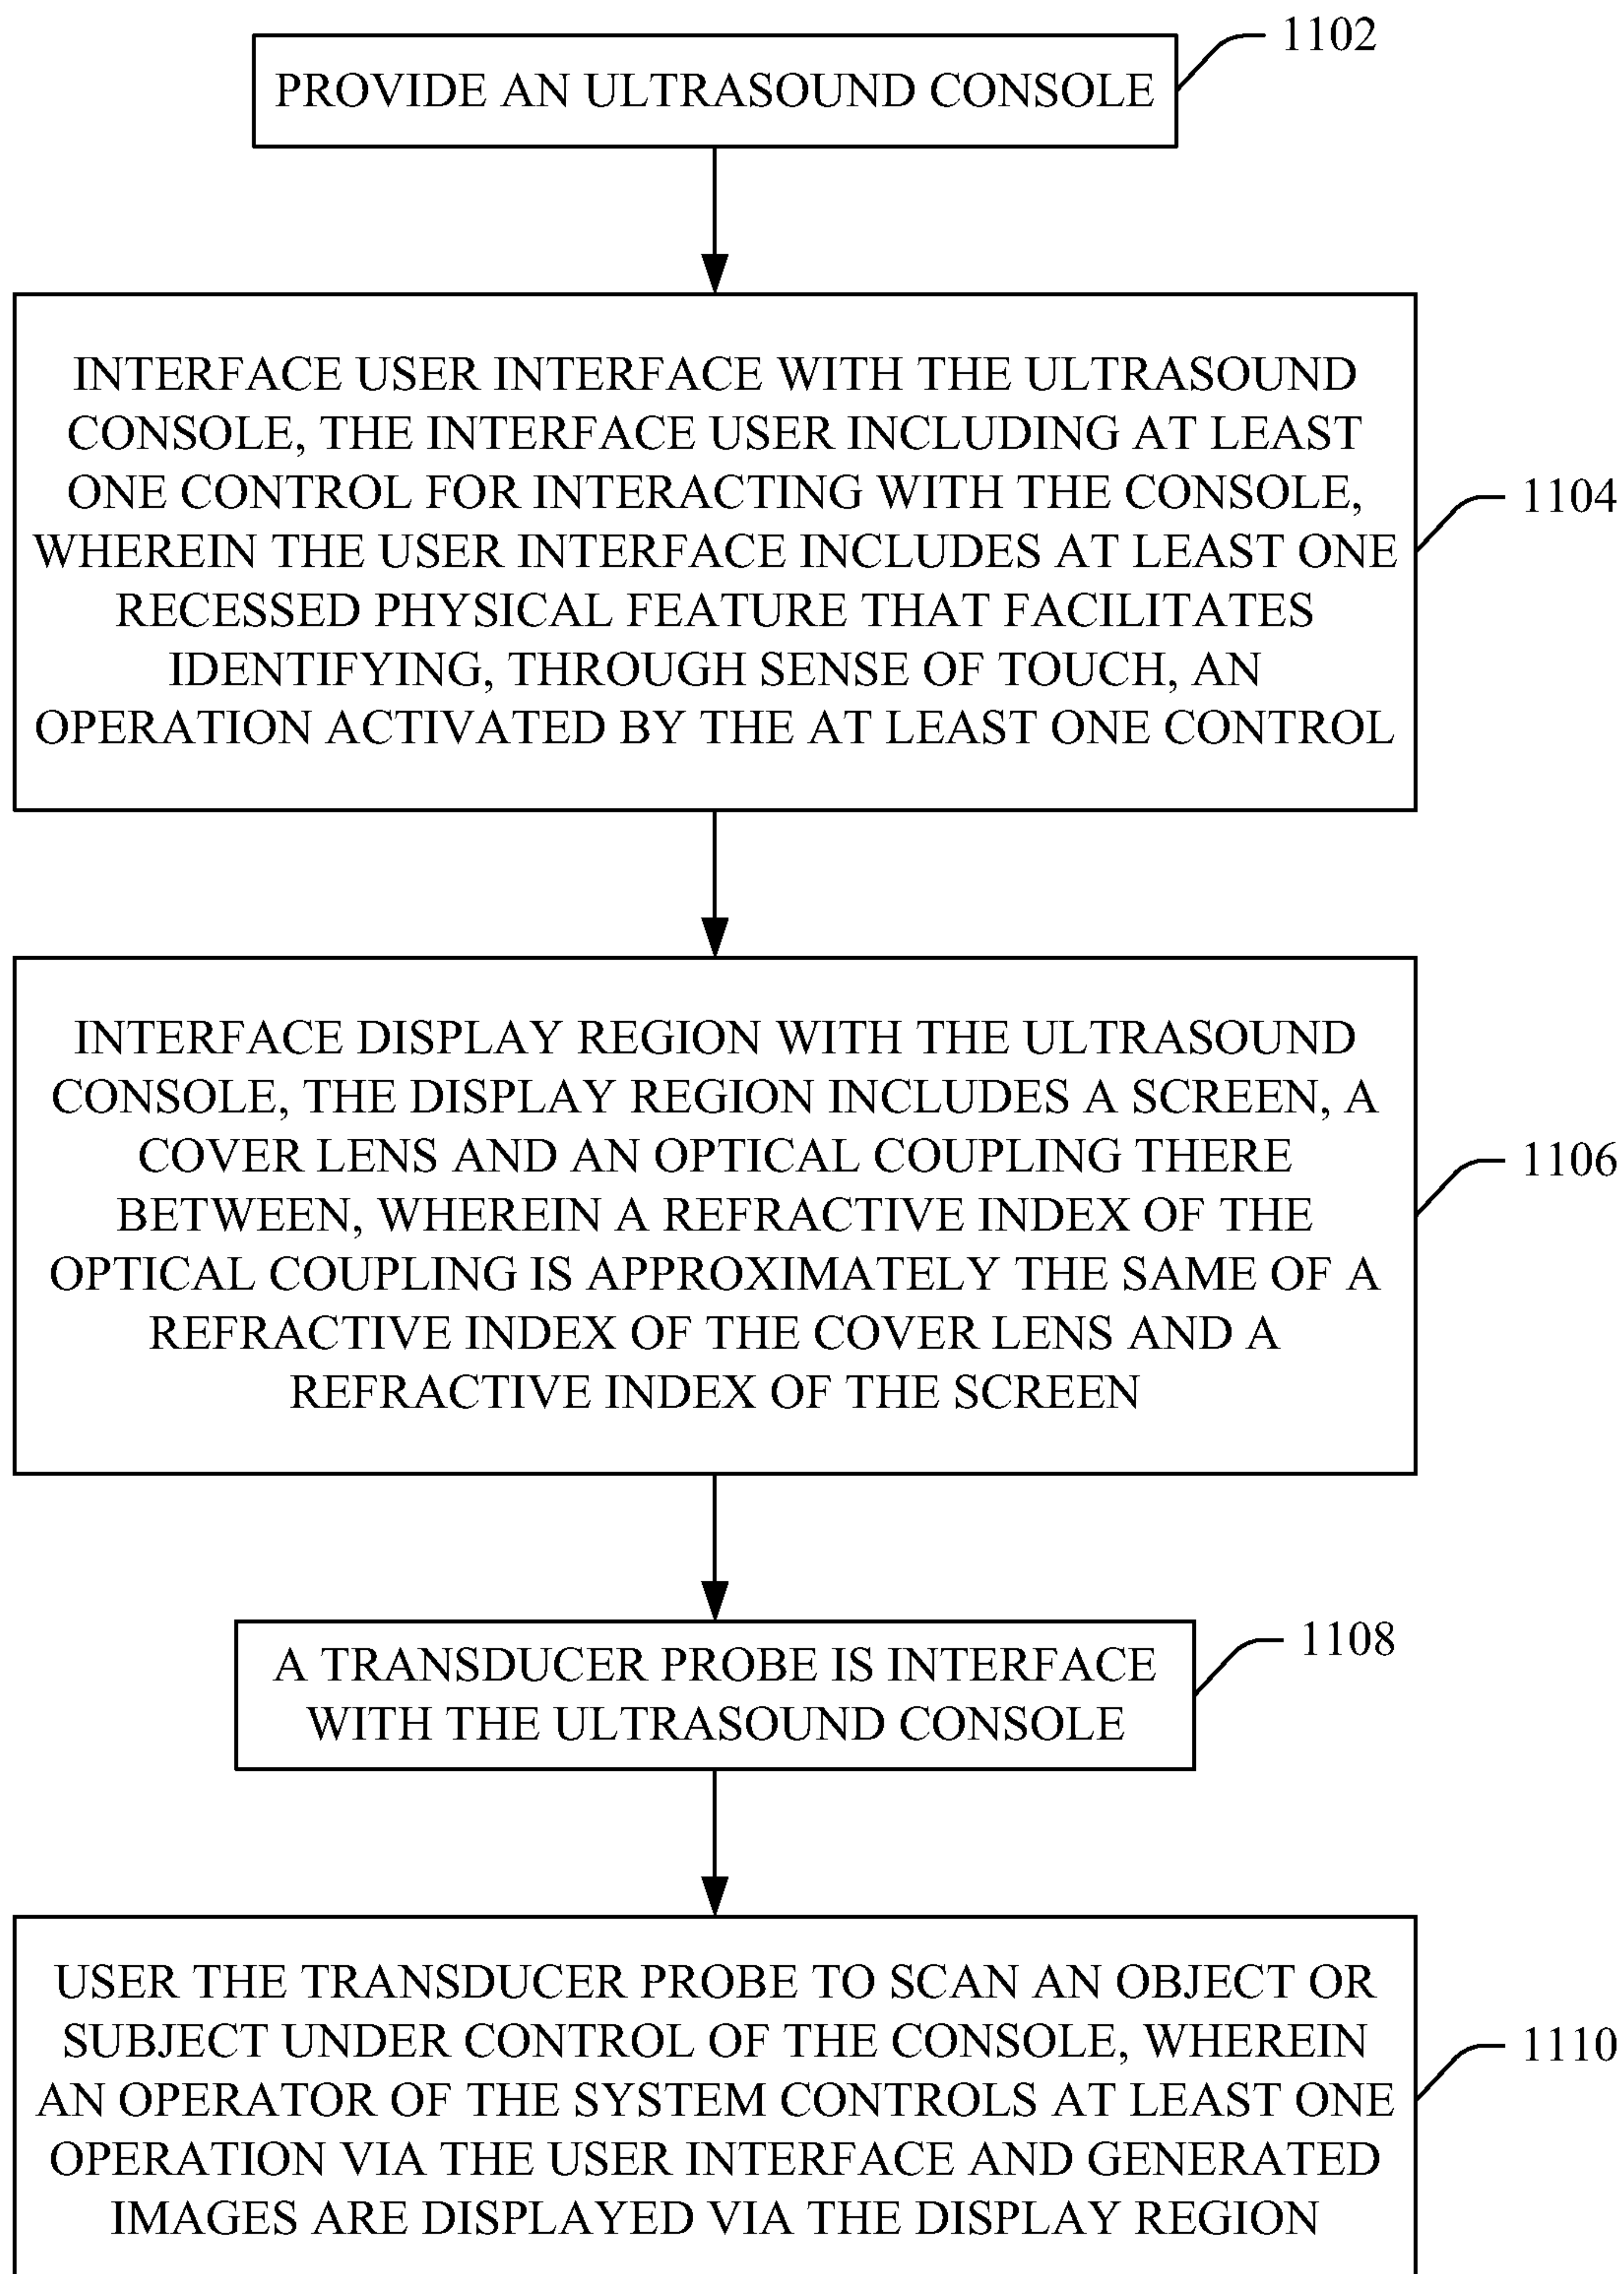 1102
PROVIDE AN ULTRASOUND CONSOLE
INTERFACE USER INTERFACE WITH THE ULTRASOUND
CONSOLE, THE INTERFACE USER INCLUDING AT LEAST
ONE CONTROL FOR INTERACTING WITH THE CONSOLE,
WHEREIN THE USER INTERFACE INCLUDES AT LEAST ONE
RECESSED PHYSICAL FEATURE THAT FACILITATES
IDENTIFYING, THROUGH SENSE OF TOUCH, AN
OPERATION ACTIVATED BY THE AT LEAST ONE CONTROL
1104
INTERFACE DISPLAY REGION WITH THE ULTRASOUND
CONSOLE, THE DISPLAY REGION INCLUDES A SCREEN, A
COVER LENS AND AN OPTICAL COUPLING THERE
BETWEEN, WHEREIN A REFRACTIVE INDEX OF THE
OPTICAL COUPLING IS APPROXIMATELY THE SAME OF A
REFRACTIVE INDEX OF THE COVER LENS AND A
REFRACTIVE INDEX OF THE SCREEN
1106
A TRANSDUCER PROBE IS INTERFACE
WITH THE ULTRASOUND CONSOLE
1108
USER THE TRANSDUCER PROBE TO SCAN AN OBJECT OR
SUBJECT UNDER CONTROL OF THE CONSOLE, WHEREIN
AN OPERATOR OF THE SYSTEM CONTROLS AT LEAST ONE
OPERATION VIA THE USER INTERFACE AND GENERATED
IMAGES ARE DISPLAYED VIA THE DISPLAY REGION
1110